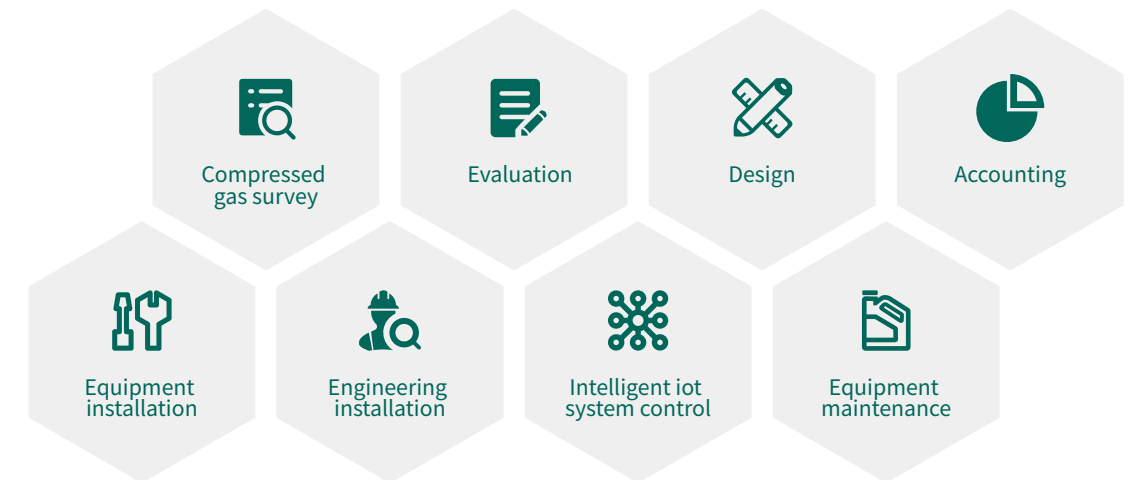 Compressed
gas survey
Evaluation
Design
Accounting
Equipment
installation
Engineering
installation
Intelligent iot
system control
Equipment
maintenance